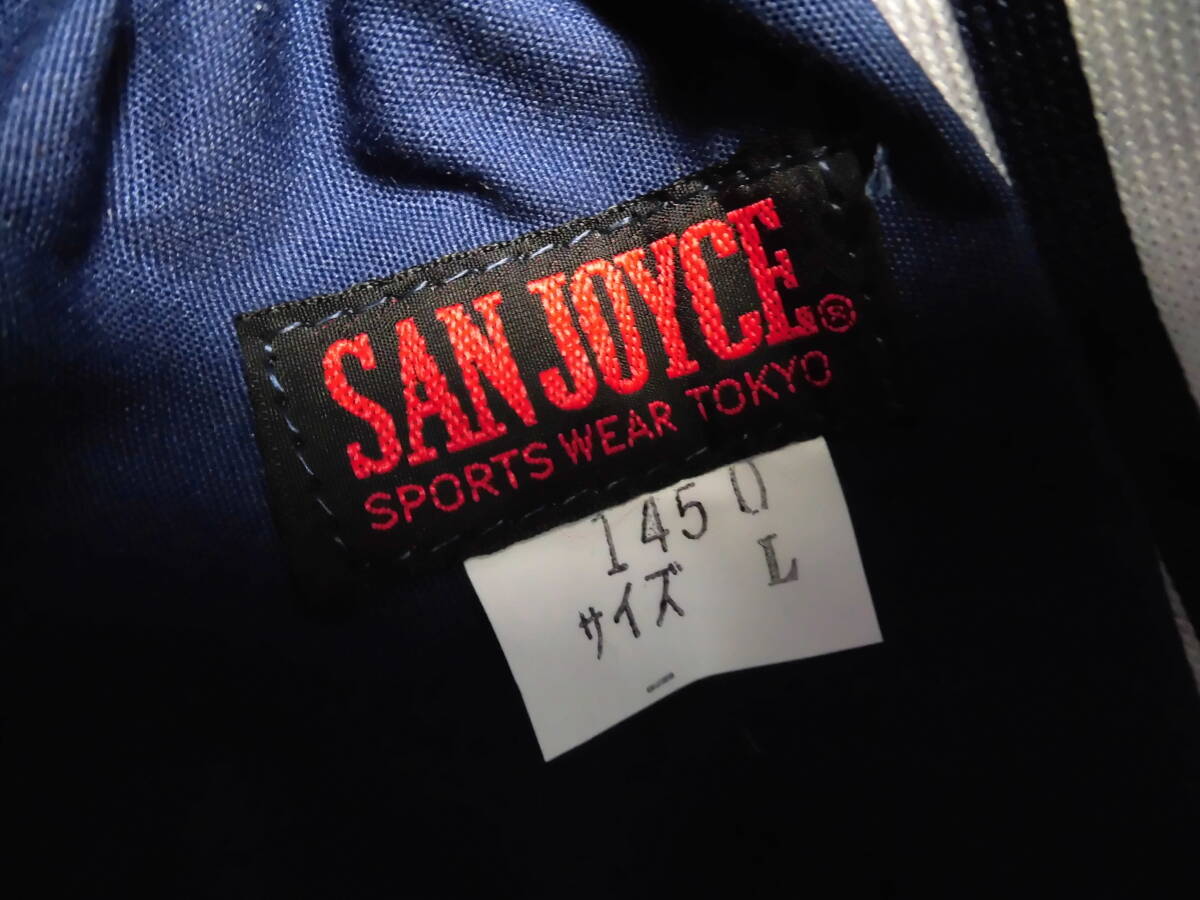 SAN JOYCE Ⓢ
SPORTS WEAR TOKYO
1450
サイズ L